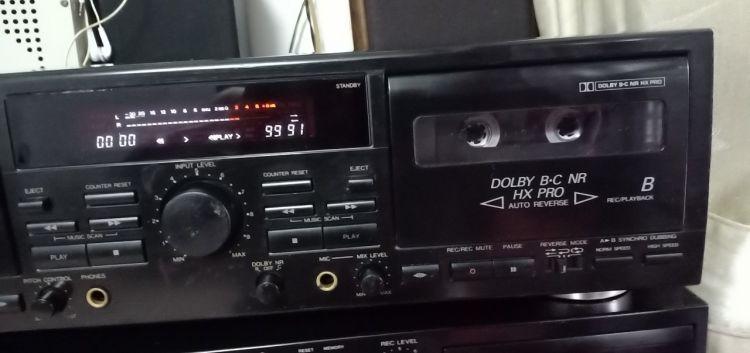 STANDBY
DOLBY B·C NR HX PRO
L
R
00 00
PLAY
99 91
INPUT LEVEL
EJECT
COUNTER RESET
COUNTER RESET
EJECT
DOLBY B·C NR
HX PRO
AUTO REVERSE
B
REC/PLAYBACK
MUSIC SCAN
MUSIC SCAN
PLAY
PLAY
MIN
MAX
REC/REC MUTE
PAUSE
REVERSE MODE
A►B SYNCHRO DUBBING
NORM SPEED
HIGH SPEED
PITCH CONTROL
PHONES
DOLBY NR
B OFF C
MIC
MIX LEVEL
MIN
MAX
RESET
MEMORY
REC LEVEL